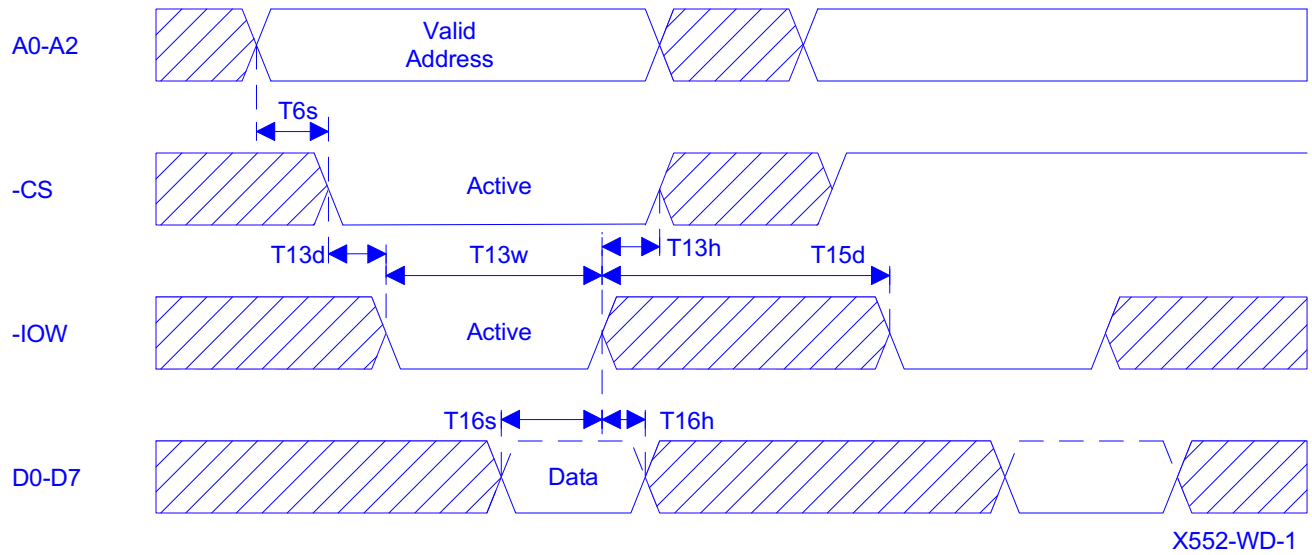 A0-A2
Valid
Address
T6s
-CS
Active
T13d
T13w
T13h
T15d
-IOW
Active
T16s
T16h
D0-D7
Data
X552-WD-1